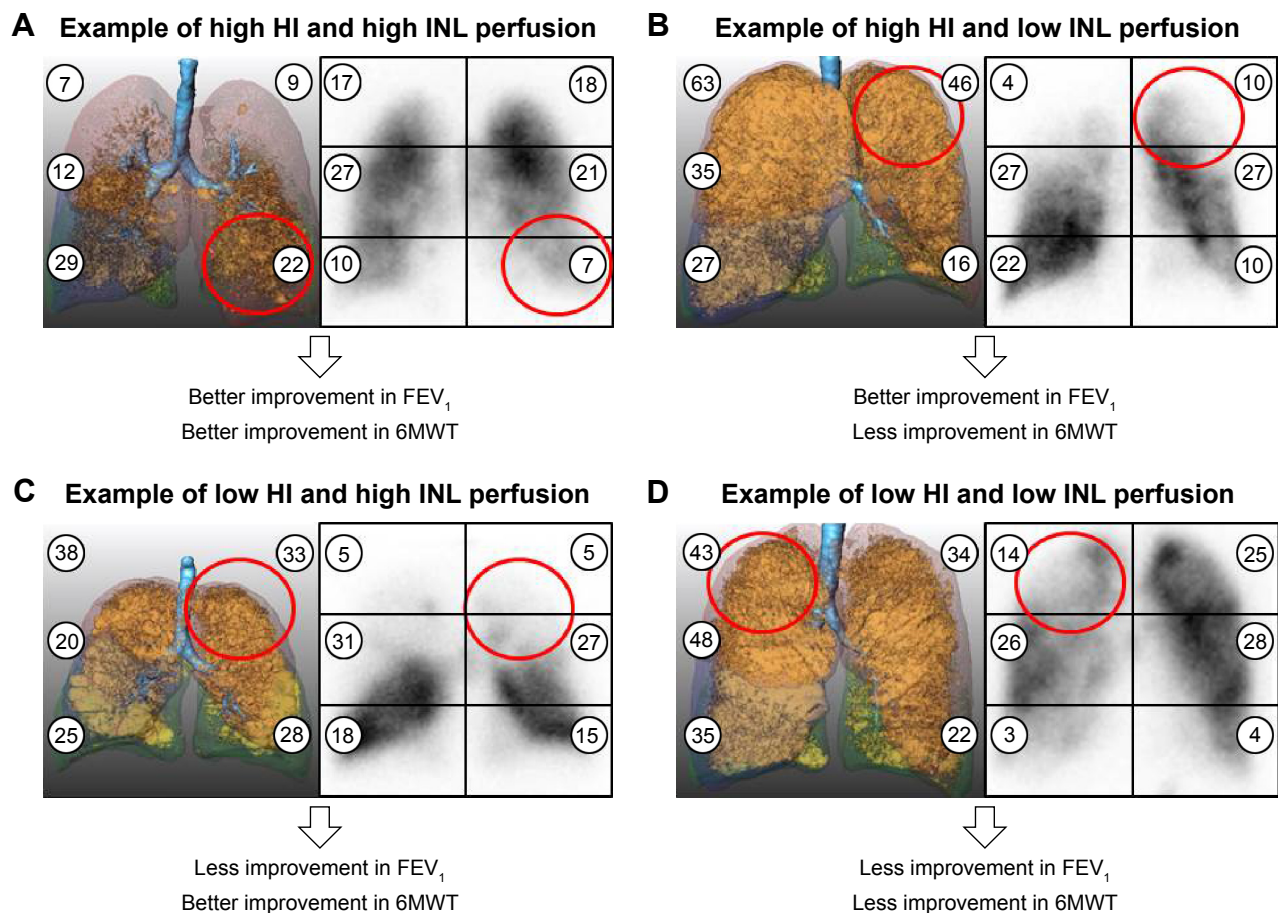 A Example of high HI and high INL perfusion
7 9 17 18
12 27 21
29 22 10 7
Better improvement in FEV₁
Better improvement in 6MWT
B Example of high HI and low INL perfusion
63 46 4 10
35 27 27
27 16 22 10
Better improvement in FEV₁
Less improvement in 6MWT
C Example of low HI and high INL perfusion
38 33 5 5
20 31 27
25 28 18 15
Less improvement in FEV₁
Better improvement in 6MWT
D Example of low HI and low INL perfusion
43 34 14 25
48 26 28
35 22 3 4
Less improvement in FEV₁
Less improvement in 6MWT